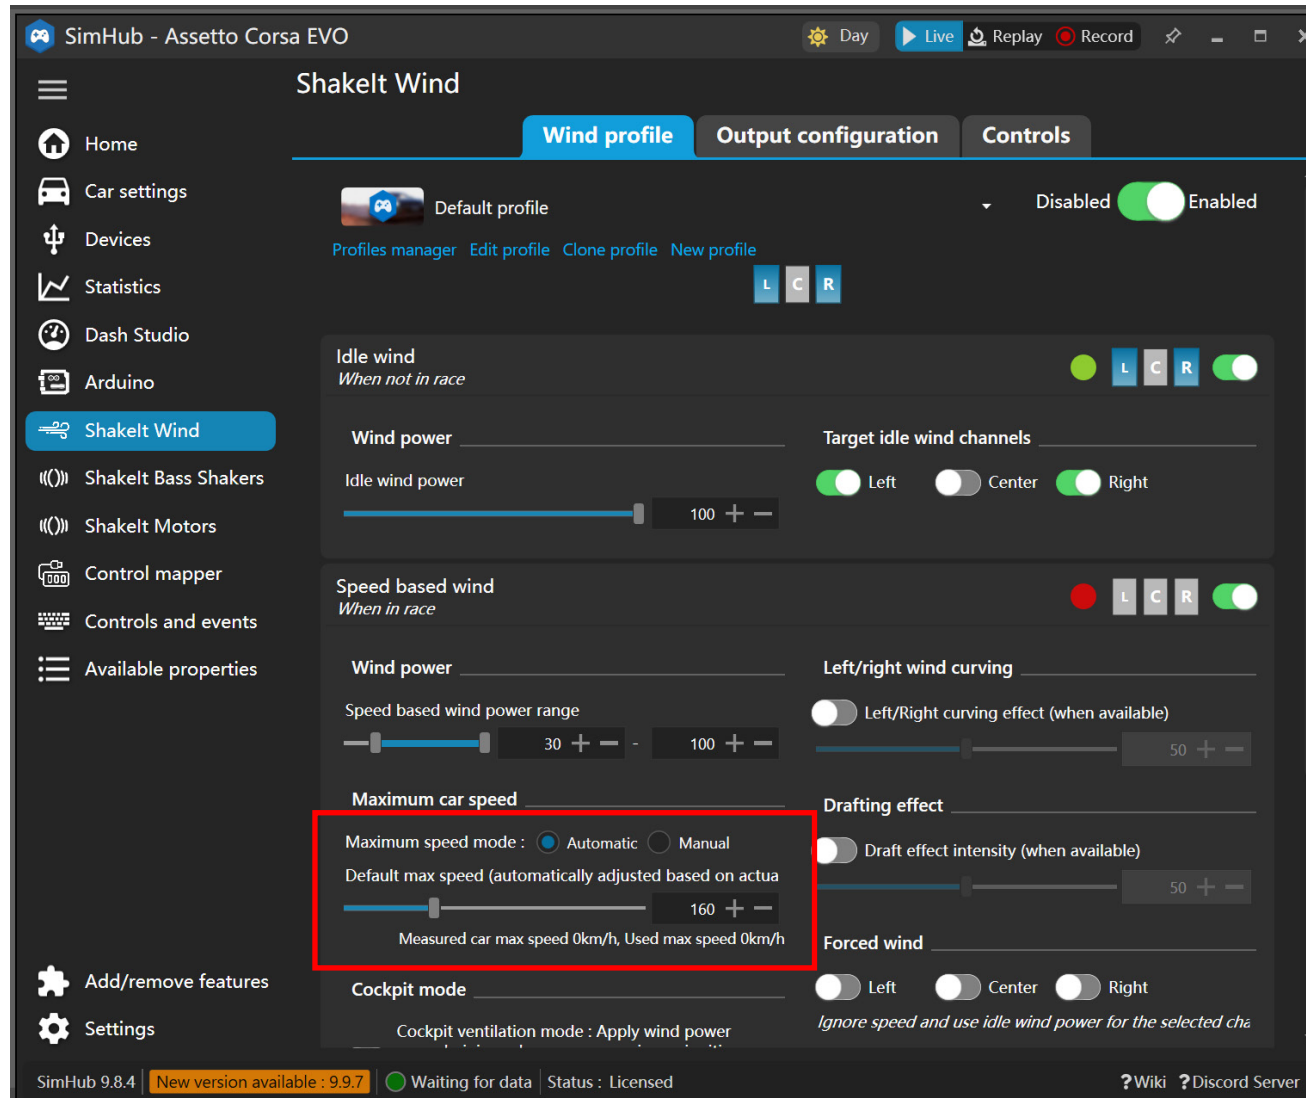 SimHub - Assetto Corsa EVO
Day
Live
Replay
Record
ShakeIt Wind
Home
Car settings
Devices
Statistics
Dash Studio
Arduino
ShakeIt Wind
ShakeIt Bass Shakers
ShakeIt Motors
Control mapper
Controls and events
Available properties
Add/remove features
Settings
Wind profile
Output configuration
Controls
Default profile
Disabled
Enabled
Profiles manager Edit profile Clone profile New profile
L C R
Idle wind
When not in race
L C R
Wind power
Idle wind power
100
Target idle wind channels
Left Center Right
Speed based wind
When in race
L C R
Wind power
Speed based wind power range
30 - 100
Maximum car speed
Maximum speed mode : Automatic Manual
Default max speed (automatically adjusted based on actua
160
Measured car max speed 0km/h, Used max speed 0km/h
Cockpit mode
Cockpit ventilation mode : Apply wind power
Left/right wind curving
Left/Right curving effect (when available)
50
Drafting effect
Draft effect intensity (when available)
50
Forced wind
Left Center Right
Ignore speed and use idle wind power for the selected cha
SimHub 9.8.4 New version available : 9.9.7 Waiting for data Status : Licensed
?Wiki ?Discord Server